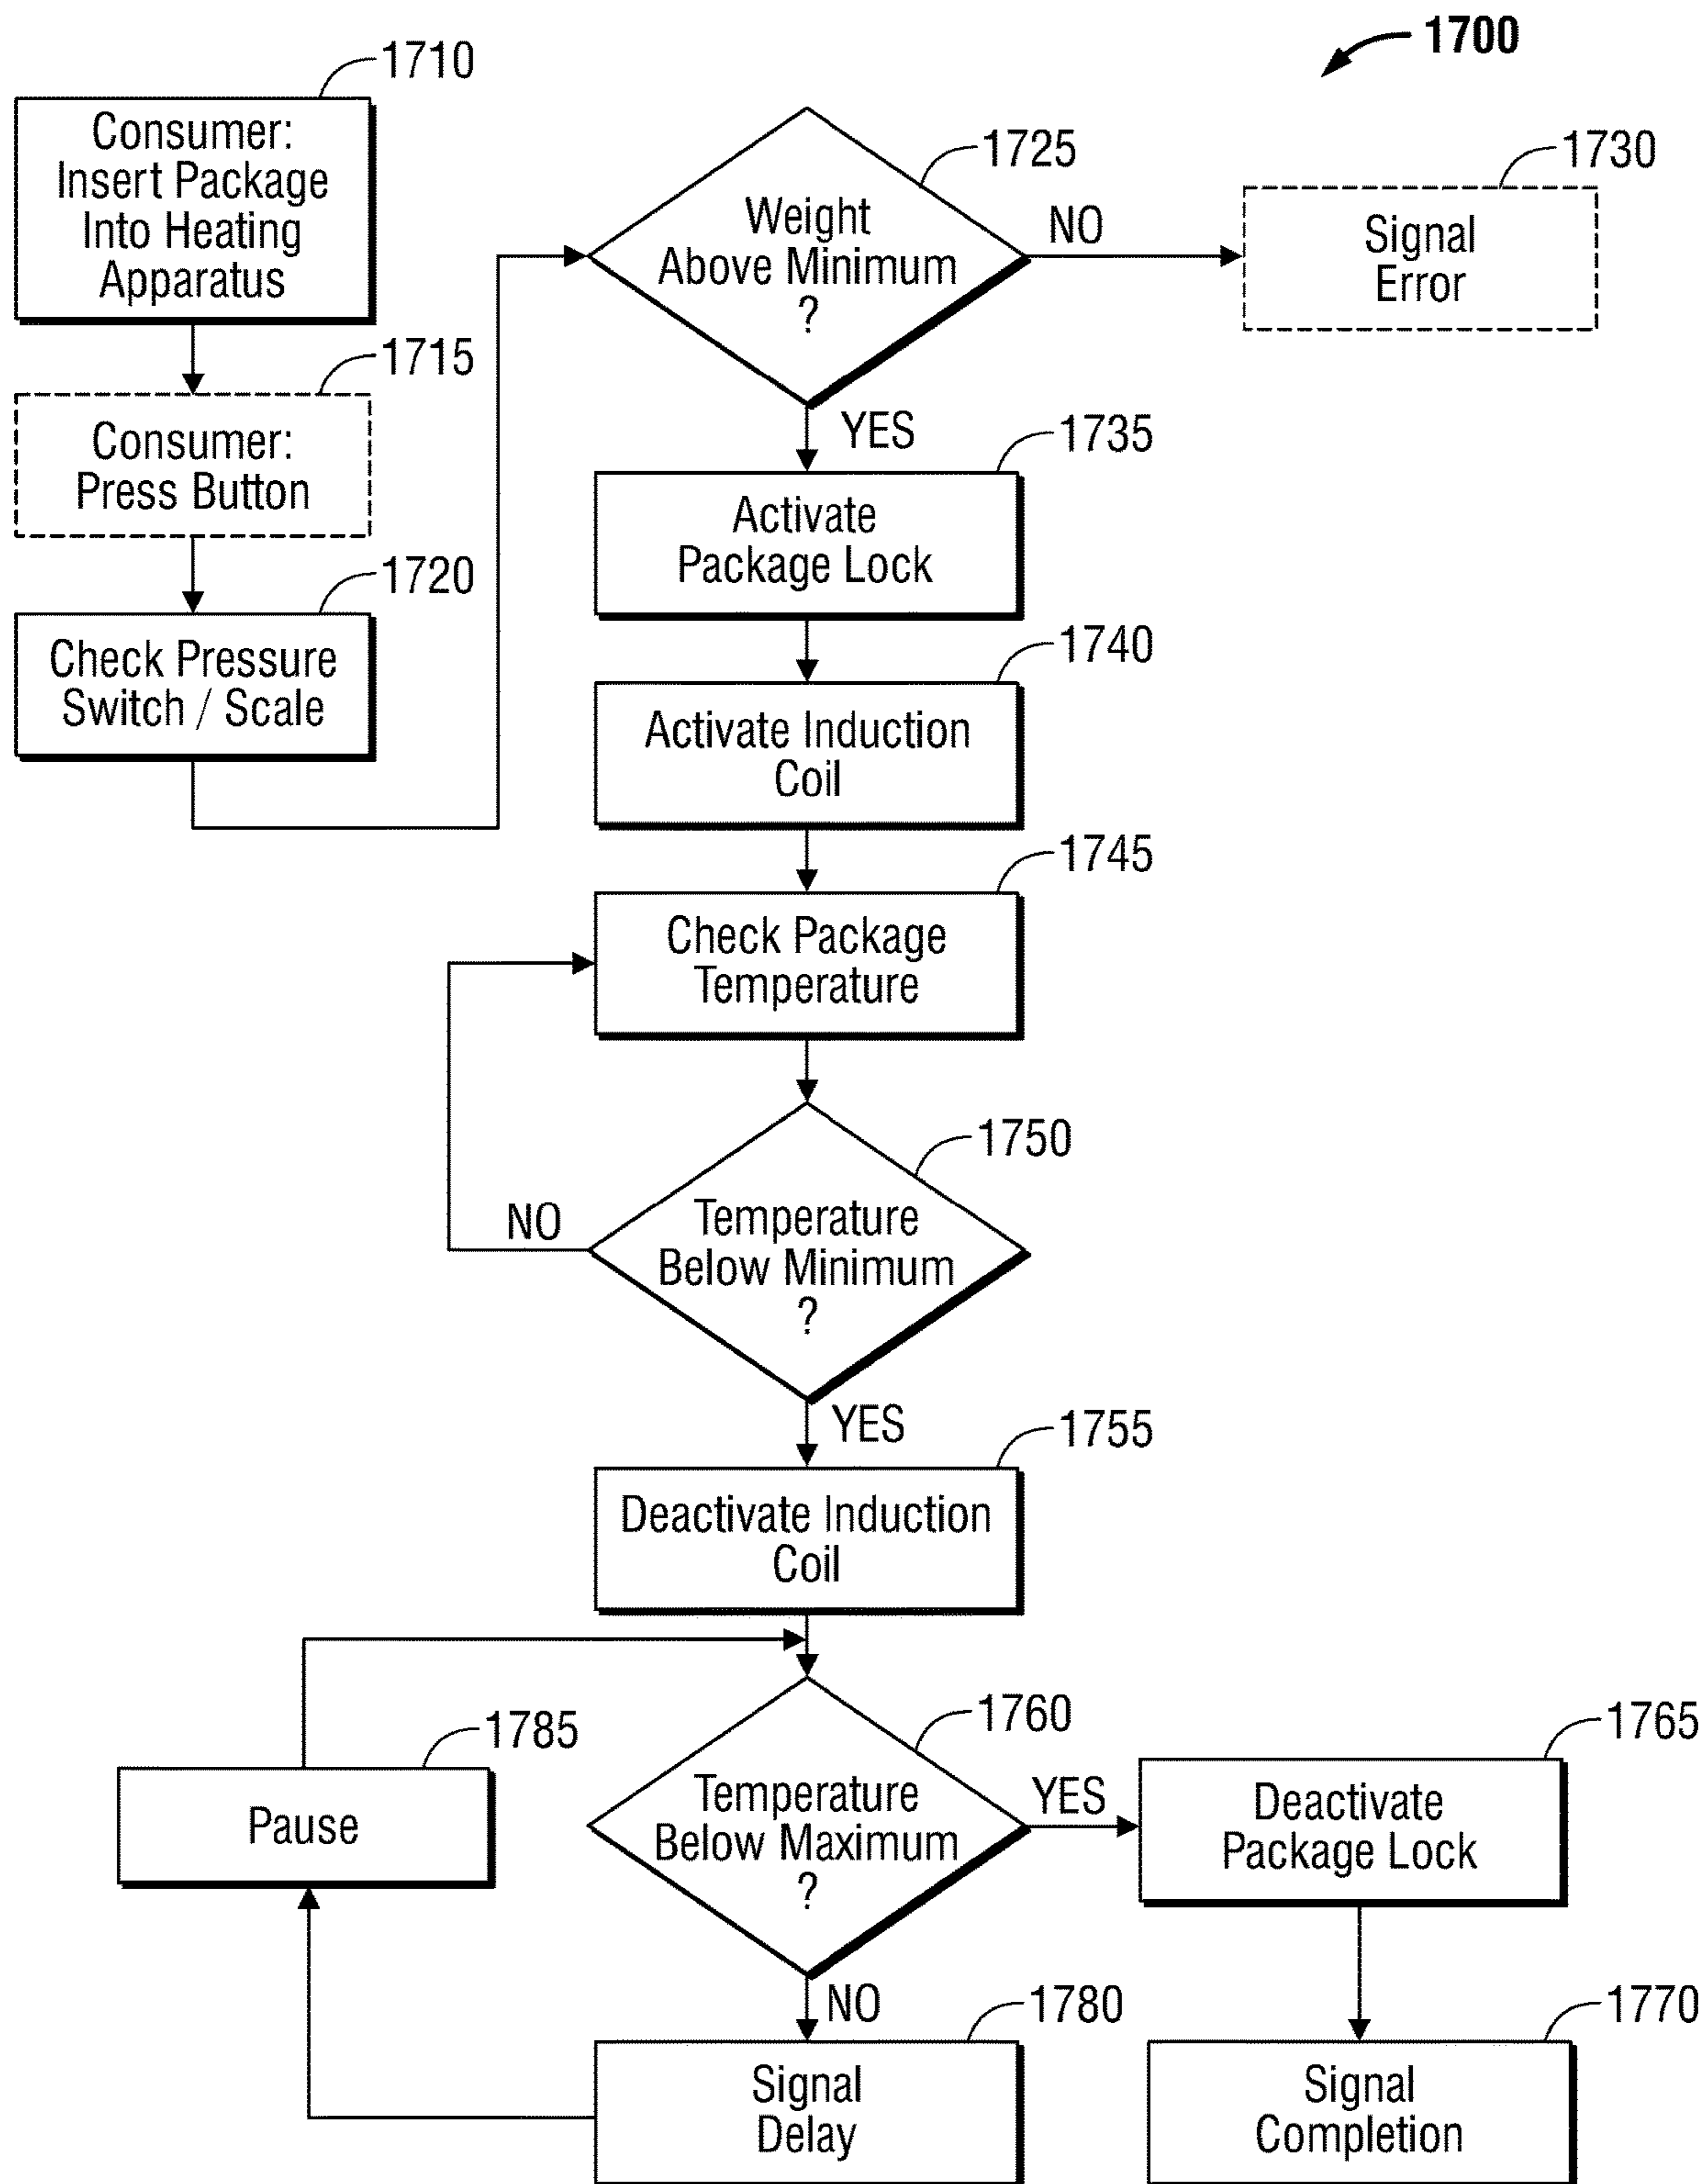 1700
1710
Consumer:
Insert Package
Into Heating
Apparatus
1715
Consumer:
Press Button
1720
Check Pressure
Switch / Scale
1725
Weight
Above Minimum
?
NO
1730
Signal
Error
YES
1735
Activate
Package Lock
1740
Activate Induction
Coil
1745
Check Package
Temperature
1750
Temperature
Below Minimum
?
NO
YES
1755
Deactivate Induction
Coil
1760
Temperature
Below Maximum
?
YES
1765
Deactivate
Package Lock
1770
Signal
Completion
NO
1780
Signal
Delay
1785
Pause